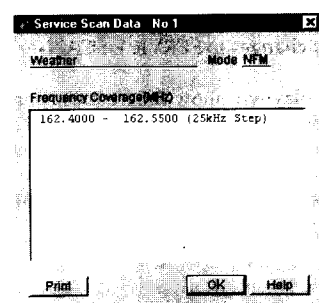 Service Scan Data No 1
Weather Mode NFM
Frequency Coverage(MHz)
162.4000 - 162.5500 (25kHz Step)
Print OK Help